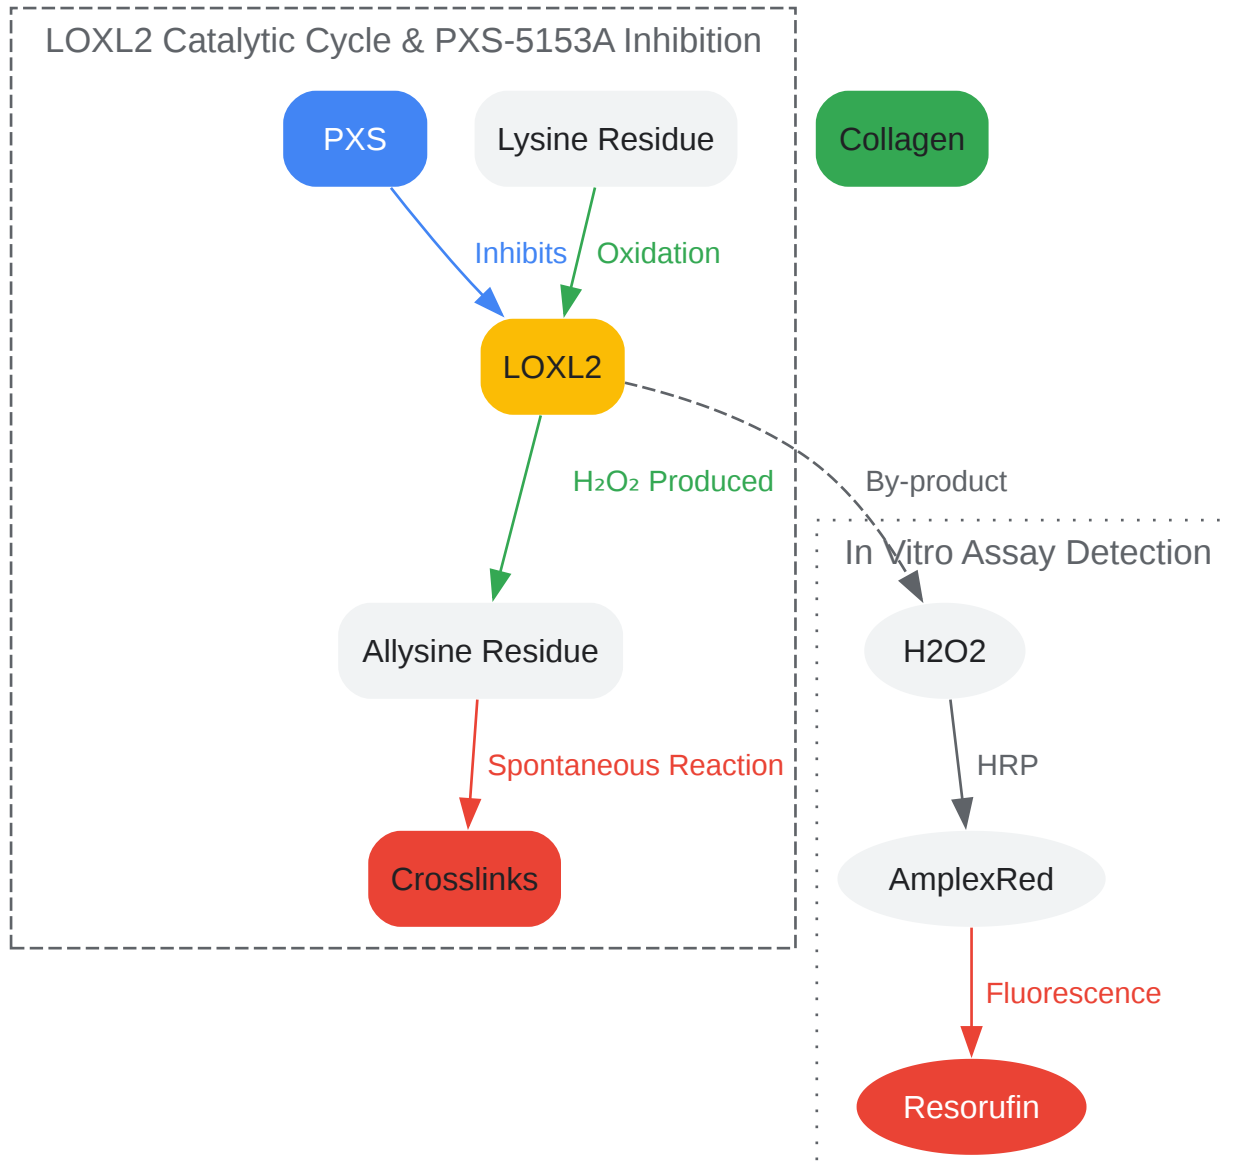 LOXL2 Catalytic Cycle & PXS-5153A Inhibition
PXS
Lysine Residue
Collagen
Inhibits
Oxidation
LOXL2
H₂O₂ Produced
By-product
In Vitro Assay Detection
Allysine Residue
H2O2
Spontaneous Reaction
HRP
Crosslinks
AmplexRed
Fluorescence
Resorufin